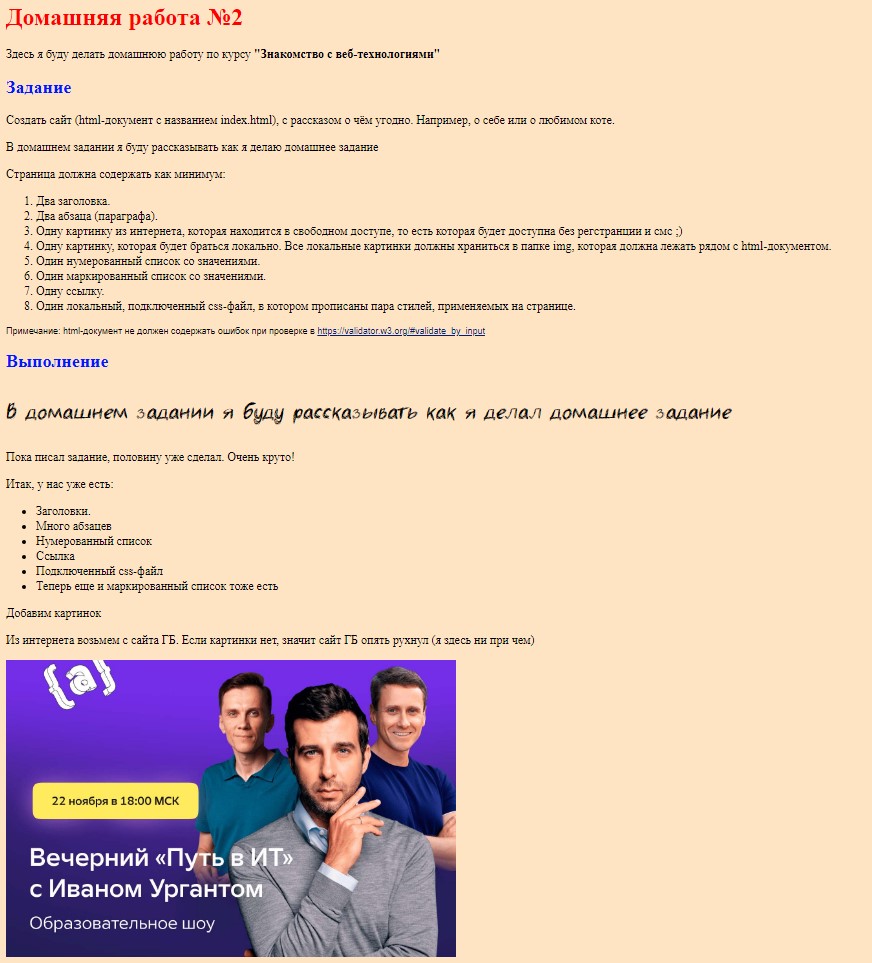 Домашняя работа №2
Здесь я буду делать домашнюю работу по курсу "Знакомство с веб-технологиями"
Задание
Создать сайт (html-документ с названием index.html), с рассказом о чём угодно. Например, о себе или о любимом коте.
В домашнем задании я буду рассказывать как я делаю домашнее задание
Страница должна содержать как минимум:
1. Два заголовка.
2. Два абзаца (параграфа).
3. Одну картинку из интернета, которая находится в свободном доступе, то есть которая будет доступна без регстранции и смс ;)
4. Одну картинку, которая будет браться локально. Все локальные картинки должны храниться в папке img, которая должна лежать рядом с html-документом.
5. Один нумерованный список со значениями.
6. Один маркированный список со значениями.
7. Одну ссылку.
8. Один локальный, подключенный css-файл, в котором прописаны пара стилей, применяемых на странице.
Примечание: html-документ не должен содержать ошибок при проверке в https://validator.w3.org/#validate_by_input
Выполнение
В домашнем задании я буду рассказывать как я делал домашнее задание
Пока писал задание, половину уже сделал. Очень круто!
Итак, у нас уже есть:
• Заголовки.
• Много абзацев
• Нумерованный список
• Ссылка
• Подключенный css-файл
• Теперь еще и маркированный список тоже есть
Добавим картинок
Из интернета возьмем с сайта ГБ. Если картинки нет, значит сайт ГБ опять рухнул (я здесь ни при чем)
{a}
22 ноября в 18:00 МСК
Вечерний «Путь в ИТ»
с Иваном Ургантом
Образовательное шоу